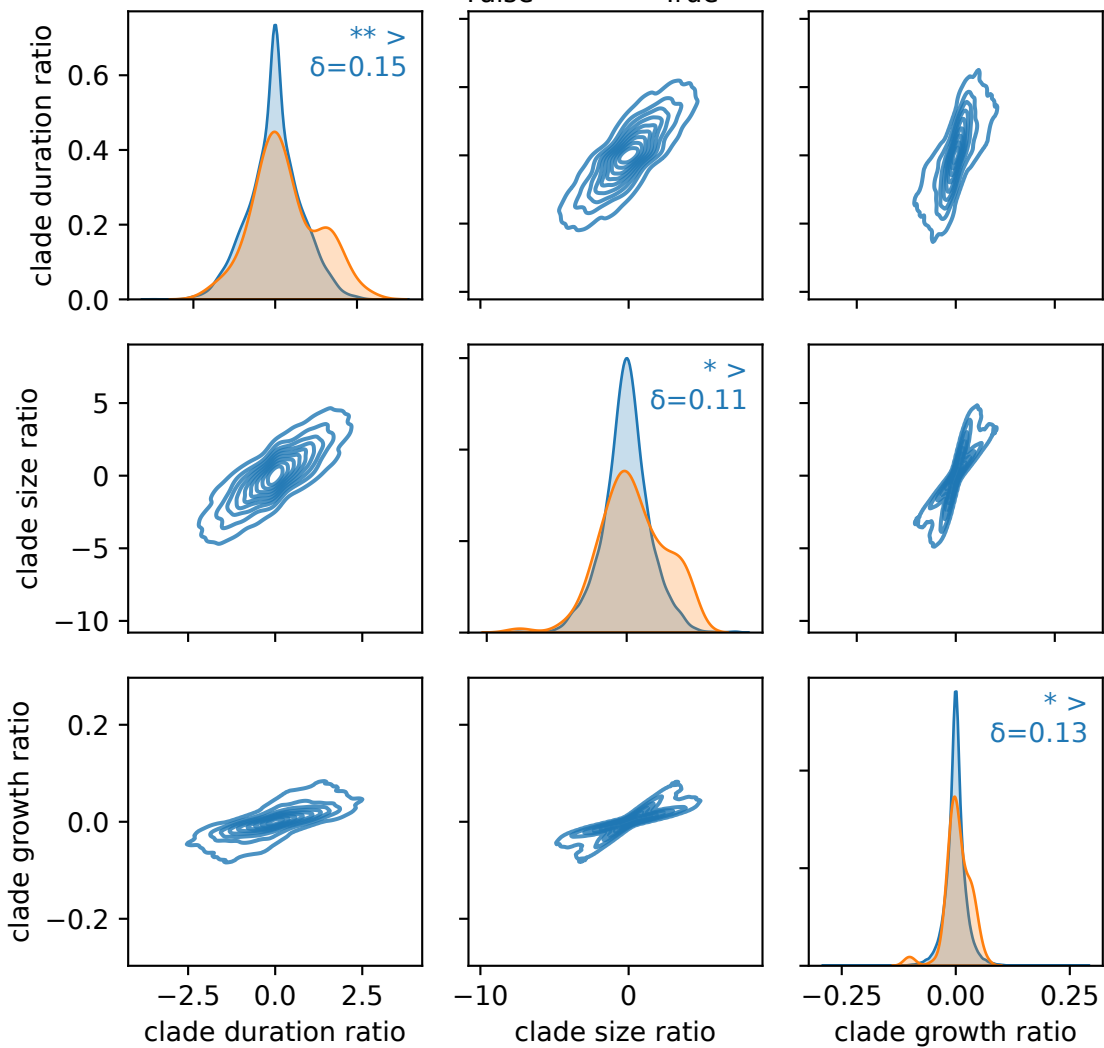 clade duration ratio
0.6
0.4
0.2
0.0
** >
δ=0.15
clade size ratio
5
0
−5
−10
* >
δ=0.11
clade growth ratio
0.2
0.0
−0.2
* >
δ=0.13
−2.5 0.0 2.5
−10 0
−0.25 0.00 0.25
clade duration ratio
clade size ratio
clade growth ratio